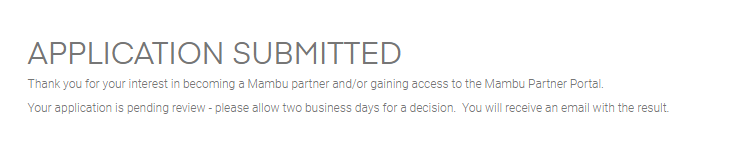 APPLICATION SUBMITTED
Thank you for your interest in becoming a Mambu partner and/or gaining access to the Mambu Partner Portal.
Your application is pending review - please allow two business days for a decision.  You will receive an email with the result.